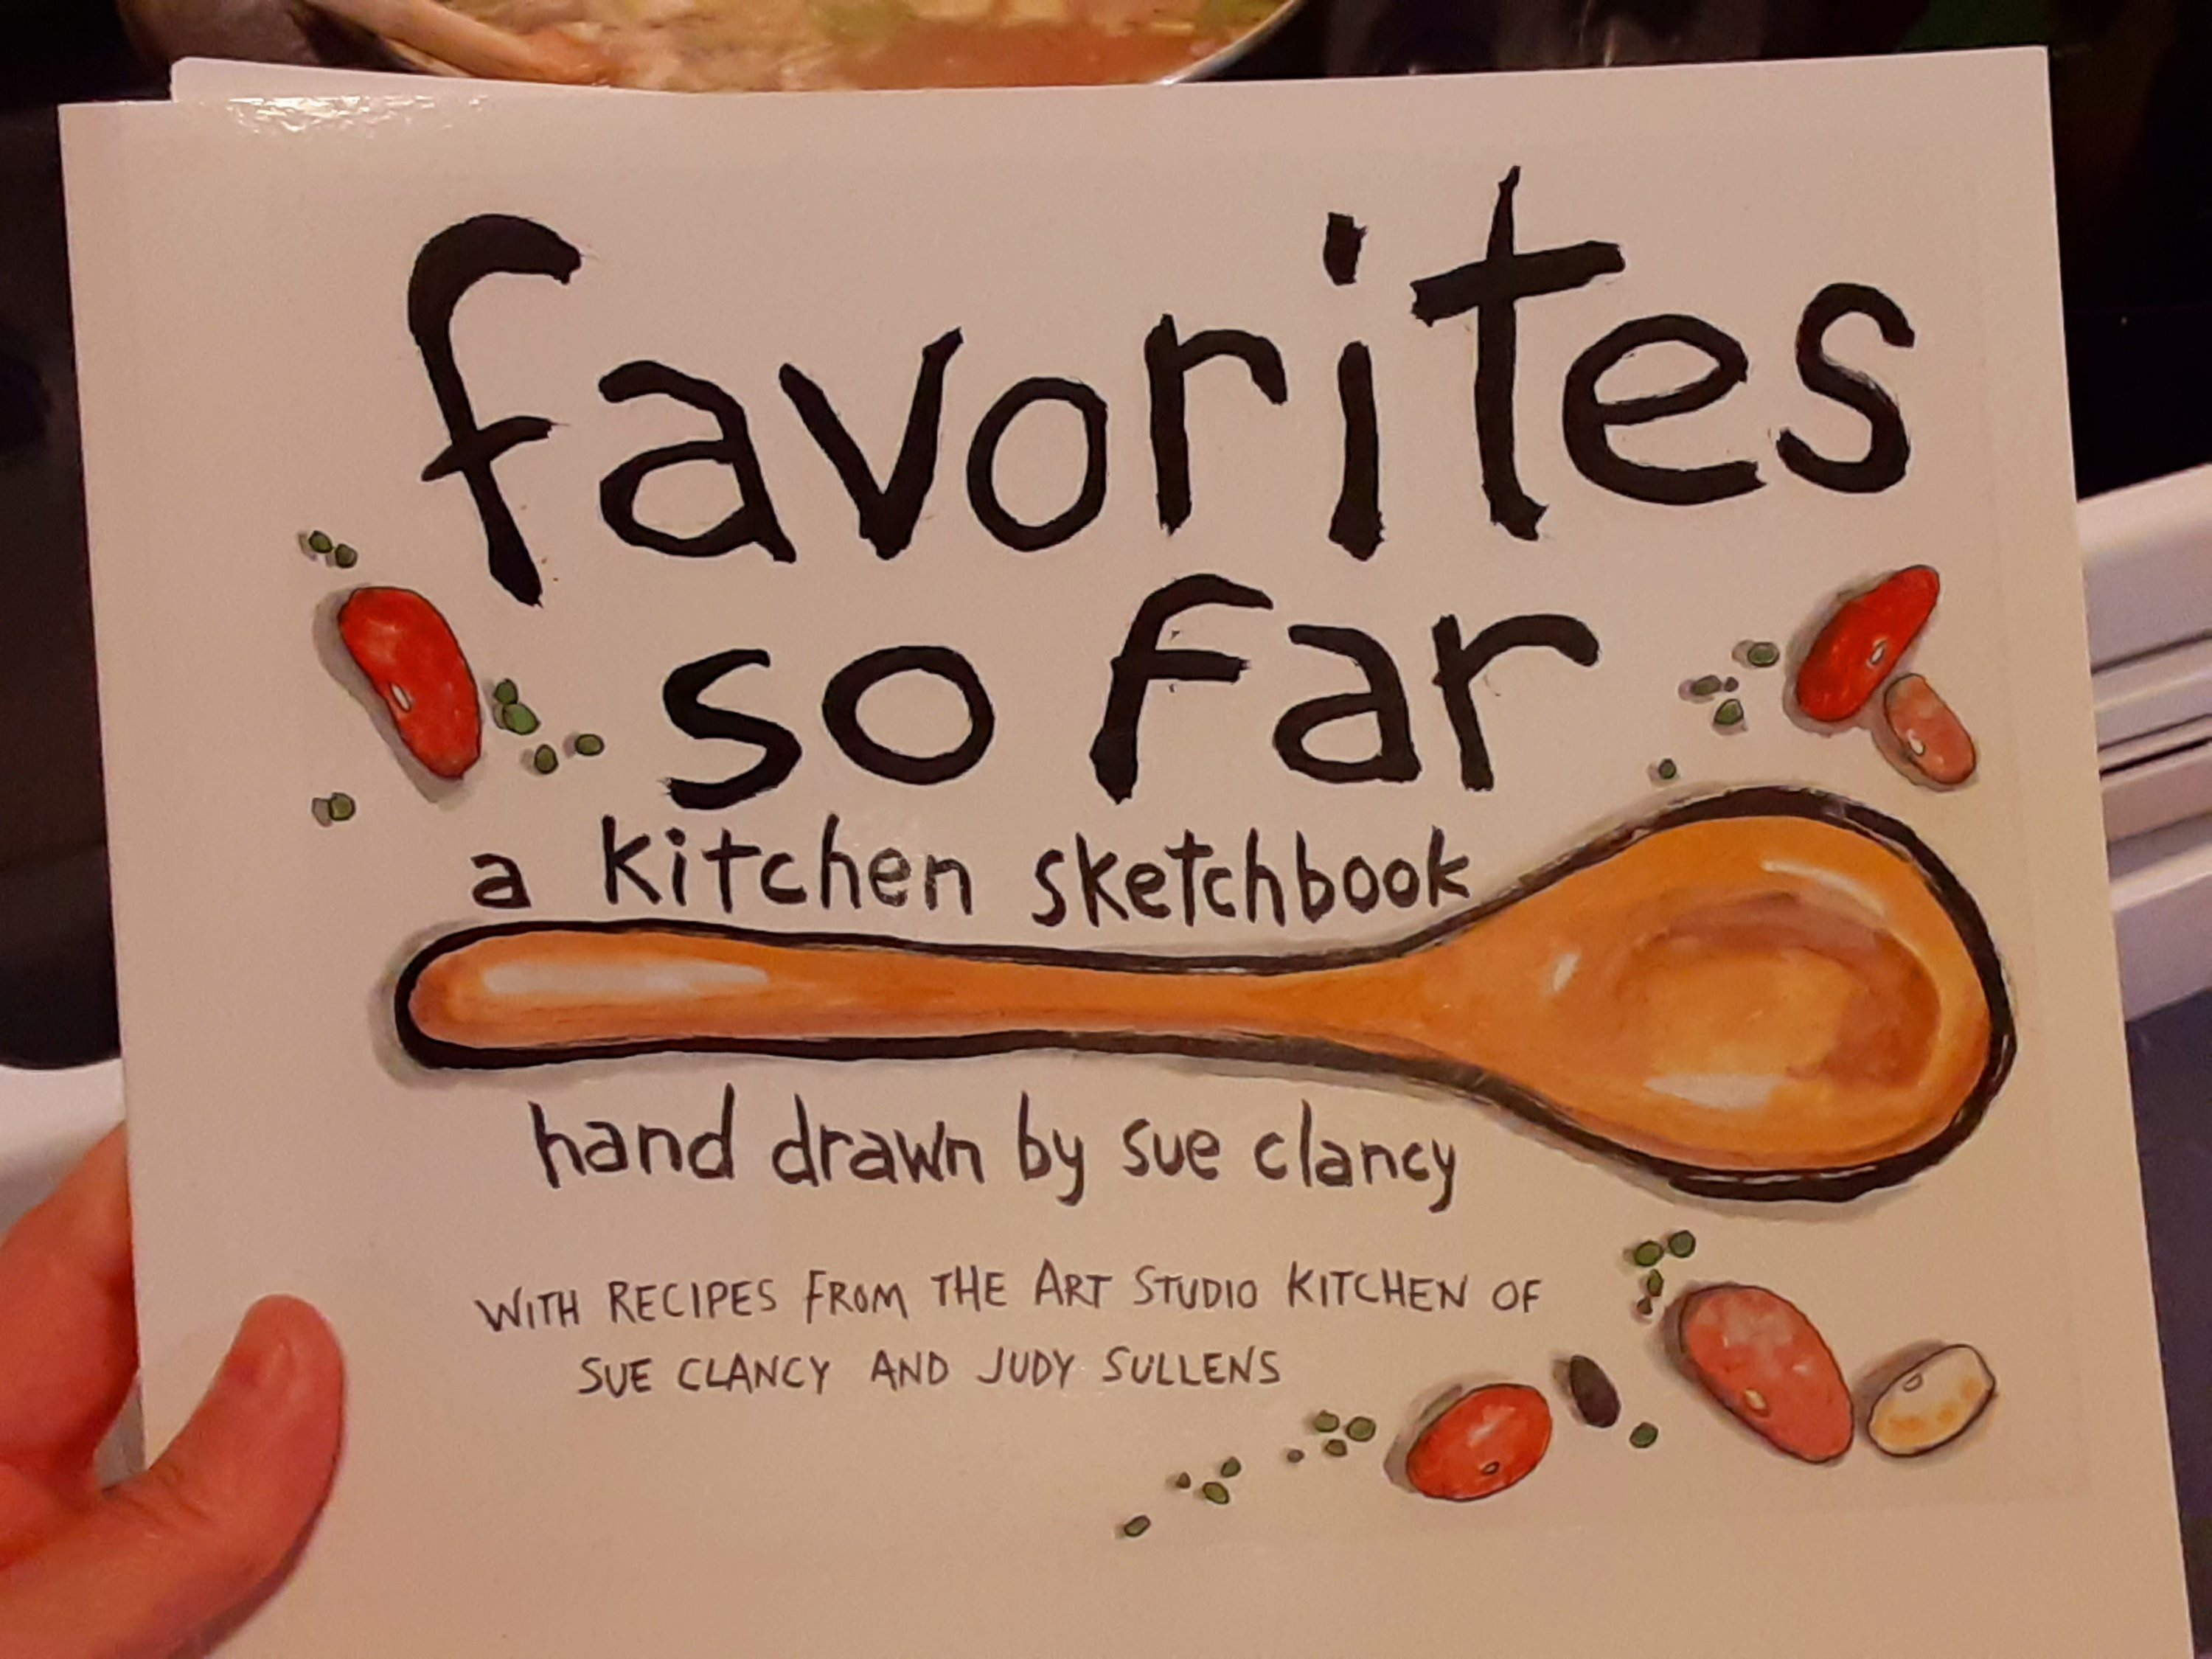 favorites
so far
a kitchen sketchbook
hand drawn by sue clancy
WITH RECIPES FROM THE ART STUDIO KITCHEN OF
SUE CLANCY AND JUDY SULLENS